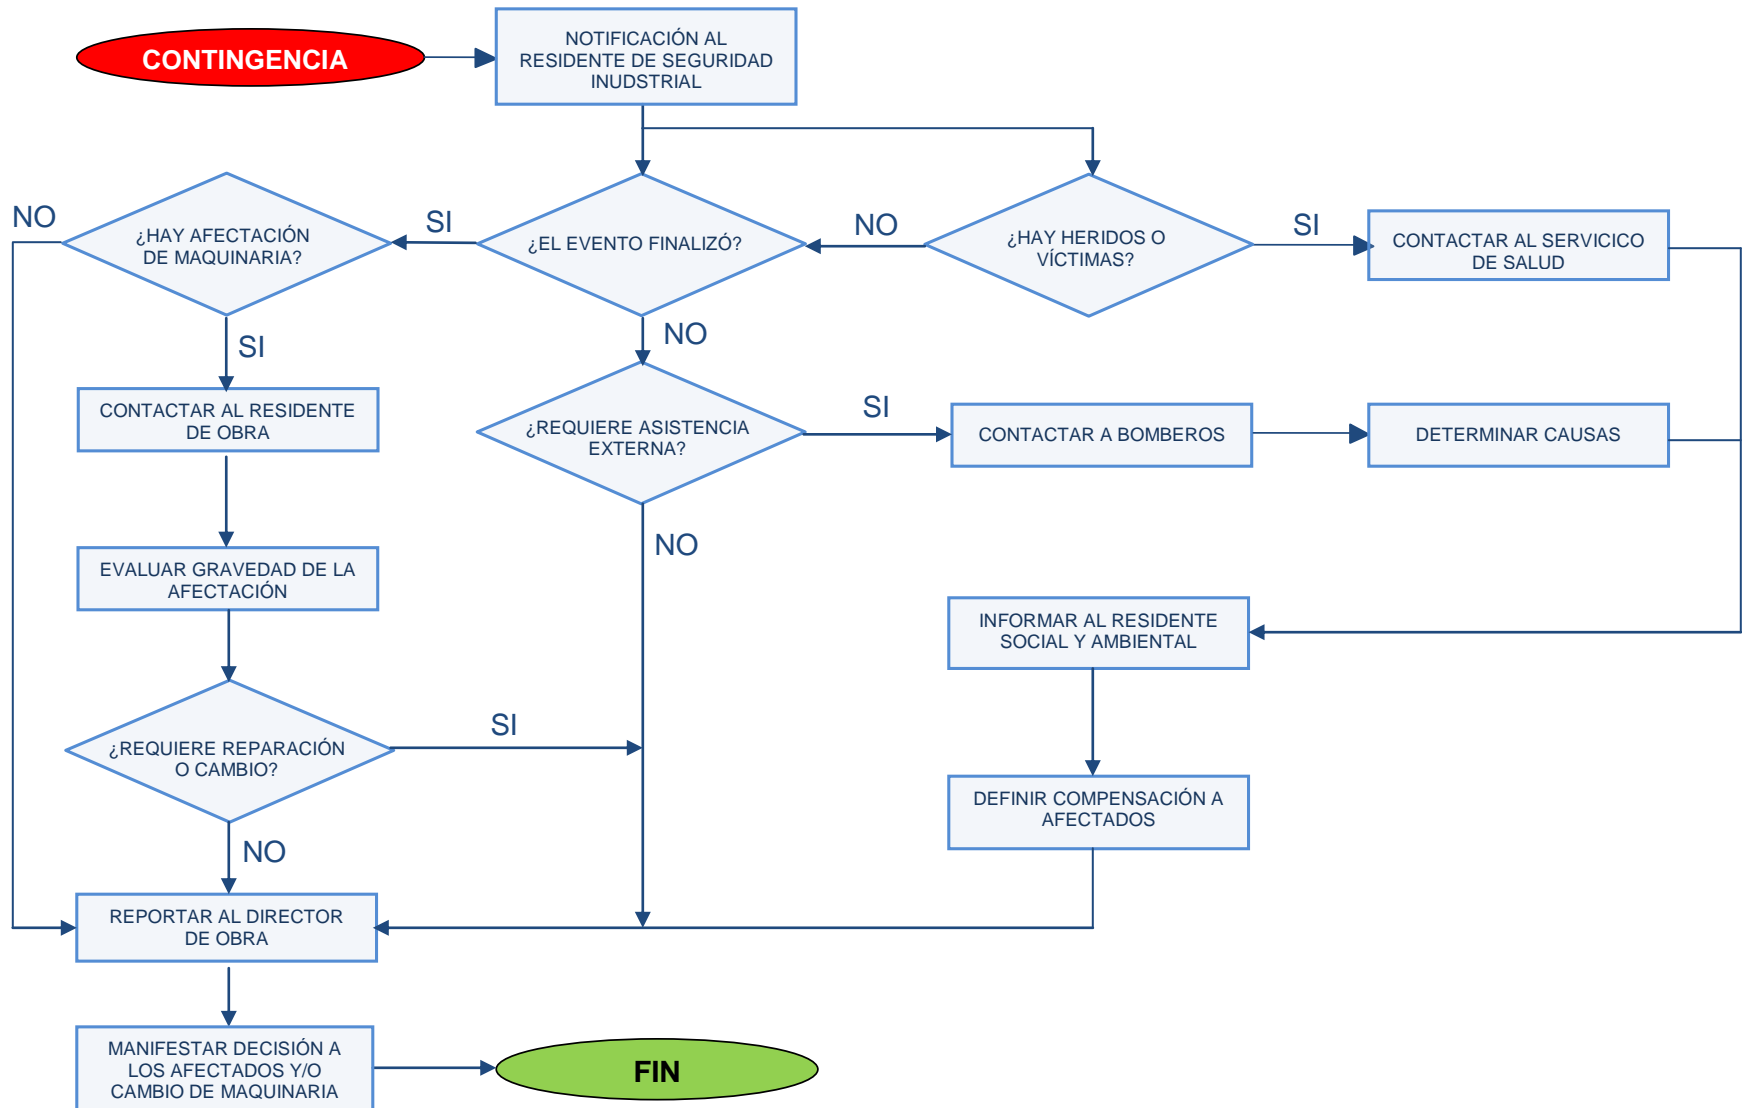 CONTINGENCIA
NOTIFICACIÓN AL
RESIDENTE DE SEGURIDAD
INUDSTRIAL
NO
¿HAY AFECTACIÓN
DE MAQUINARIA?
SI
¿EL EVENTO FINALIZÓ?
NO
¿HAY HERIDOS O
VÍCTIMAS?
SI
CONTACTAR AL SERVICICO
DE SALUD
SI
NO
CONTACTAR AL RESIDENTE
DE OBRA
¿REQUIERE ASISTENCIA
EXTERNA?
SI
CONTACTAR A BOMBEROS
DETERMINAR CAUSAS
NO
EVALUAR GRAVEDAD DE LA
AFECTACIÓN
INFORMAR AL RESIDENTE
SOCIAL Y AMBIENTAL
¿REQUIERE REPARACIÓN
O CAMBIO?
SI
DEFINIR COMPENSACIÓN A
AFECTADOS
NO
REPORTAR AL DIRECTOR
DE OBRA
MANIFESTAR DECISIÓN A
LOS AFECTADOS Y/O
CAMBIO DE MAQUINARIA
FIN